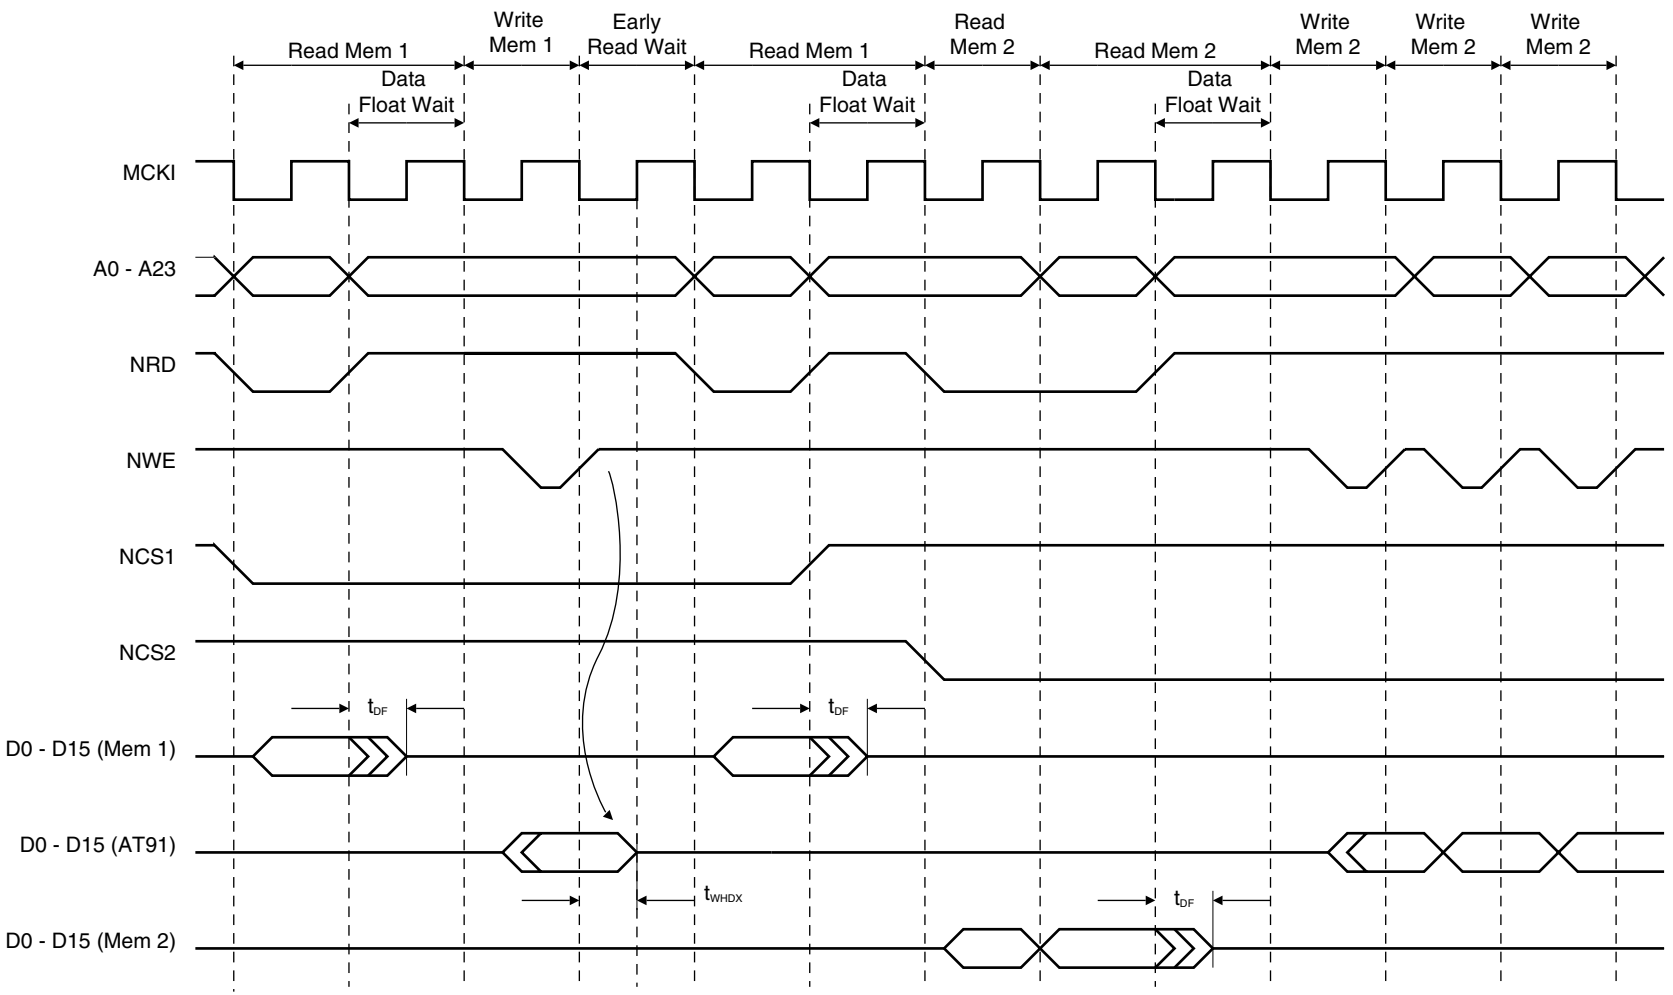 Read Mem 1
Write
Mem 1
Early
Read Wait
Read Mem 1
Read
Mem 2
Read Mem 2
Write
Mem 2
Write
Mem 2
Write
Mem 2
Data
Float Wait
Data
Float Wait
Data
Float Wait
MCKI
A0 - A23
NRD
NWE
NCS1
NCS2
tDF
tDF
D0 - D15 (Mem 1)
D0 - D15 (AT91)
tWHDX
tDF
D0 - D15 (Mem 2)